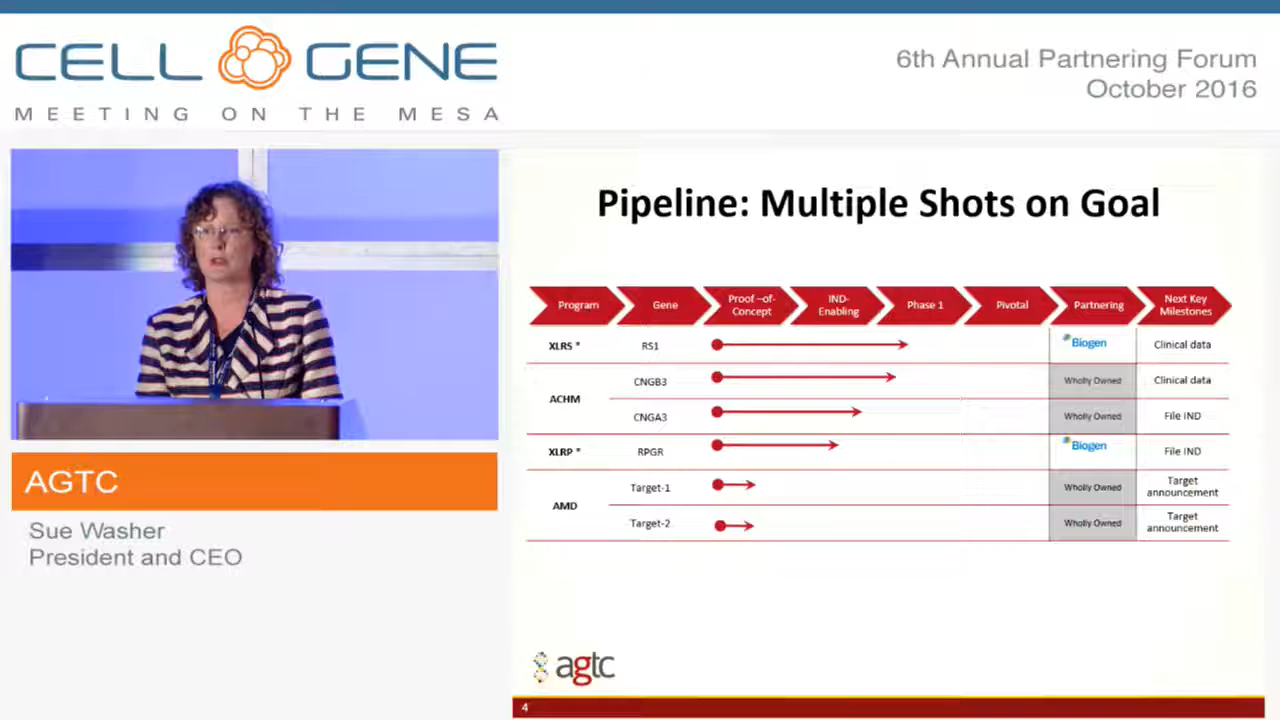 CELL GENE
MEETING ON THE MESA
6th Annual Partnering Forum
October 2016
AGTC
Sue Washer
President and CEO
Pipeline: Multiple Shots on Goal
Program Gene Proof –of-Concept IND-Enabling Phase 1 Pivotal Partnering Next Key Milestones
XLRS * RS1 Biogen Clinical data
ACHM
CNGB3 Wholly Owned Clinical data
CNGA3 Wholly Owned File IND
XLRP * RPGR Biogen File IND
AMD
Target-1 Wholly Owned Target announcement
Target-2 Wholly Owned Target announcement
agtc
4